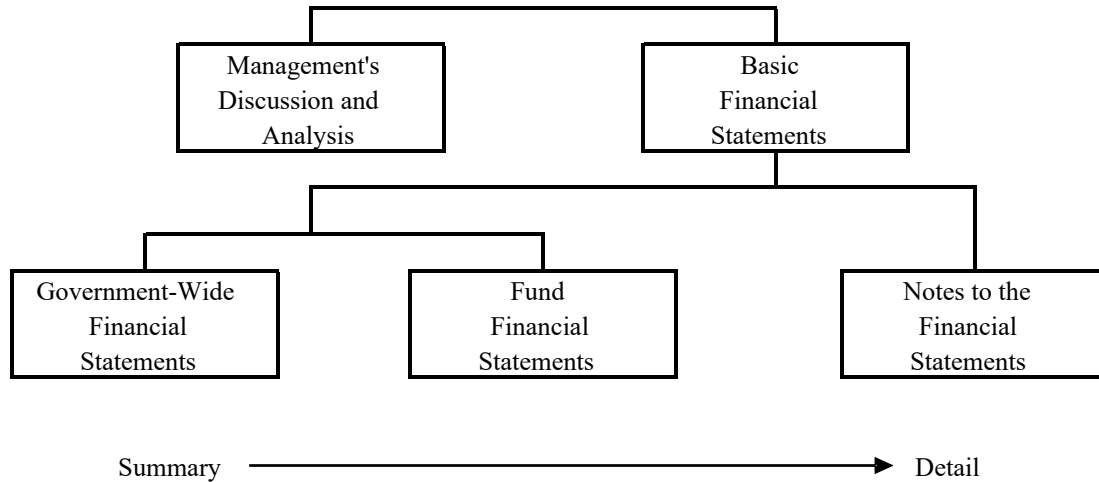 Management's
Discussion and
Analysis
Basic
Financial
Statements
Government-Wide
Financial
Statements
Fund
Financial
Statements
Notes to the
Financial
Statements
Summary
Detail